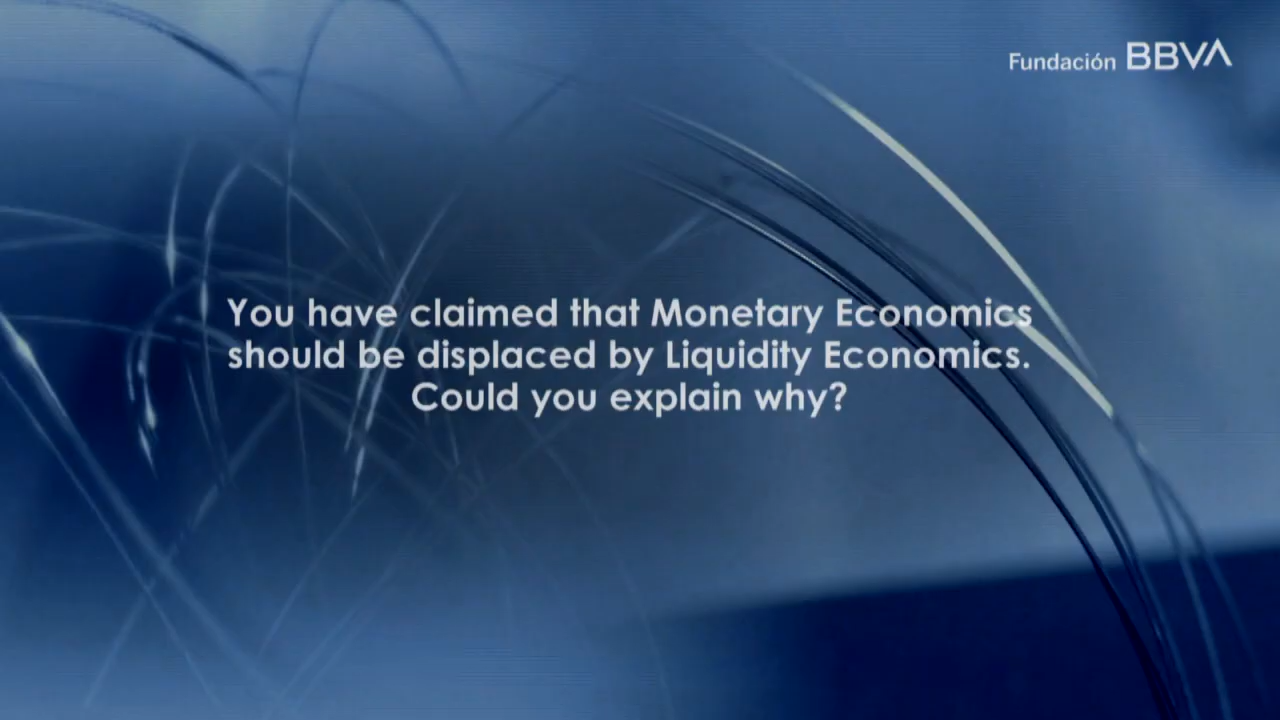 Fundación BBVA
You have claimed that Monetary Economics
should be displaced by Liquidity Economics.
Could you explain why?